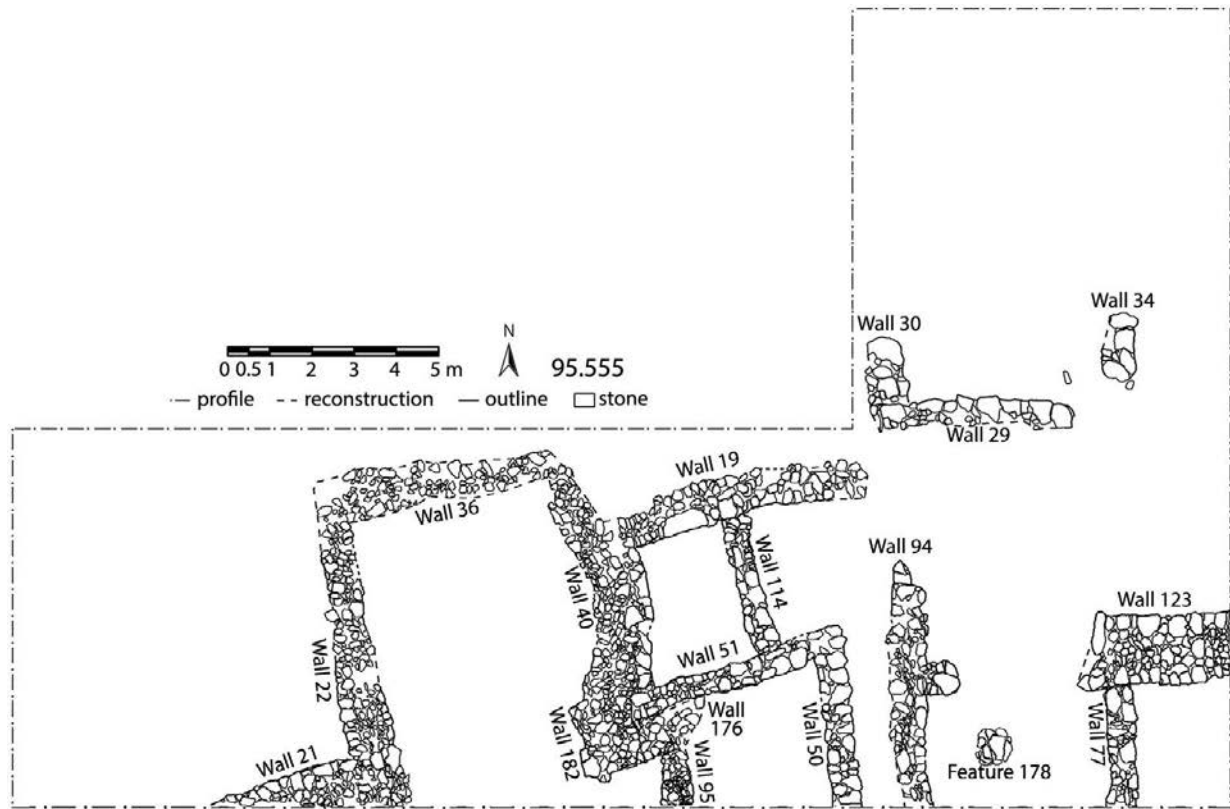 Wall 34
Wall 30
N
0 0.5 1 2 3 4 5 m
95.555
profile
reconstruction
outline
stone
Wall 29
Wall 19
Wall 36
Wall 94
Wall 114
Wall 40
Wall 123
Wall 51
Wall 22
Wall
176
Wall 50
Wall 182
Wall 77
Wall 21
Wall 95
Feature 178